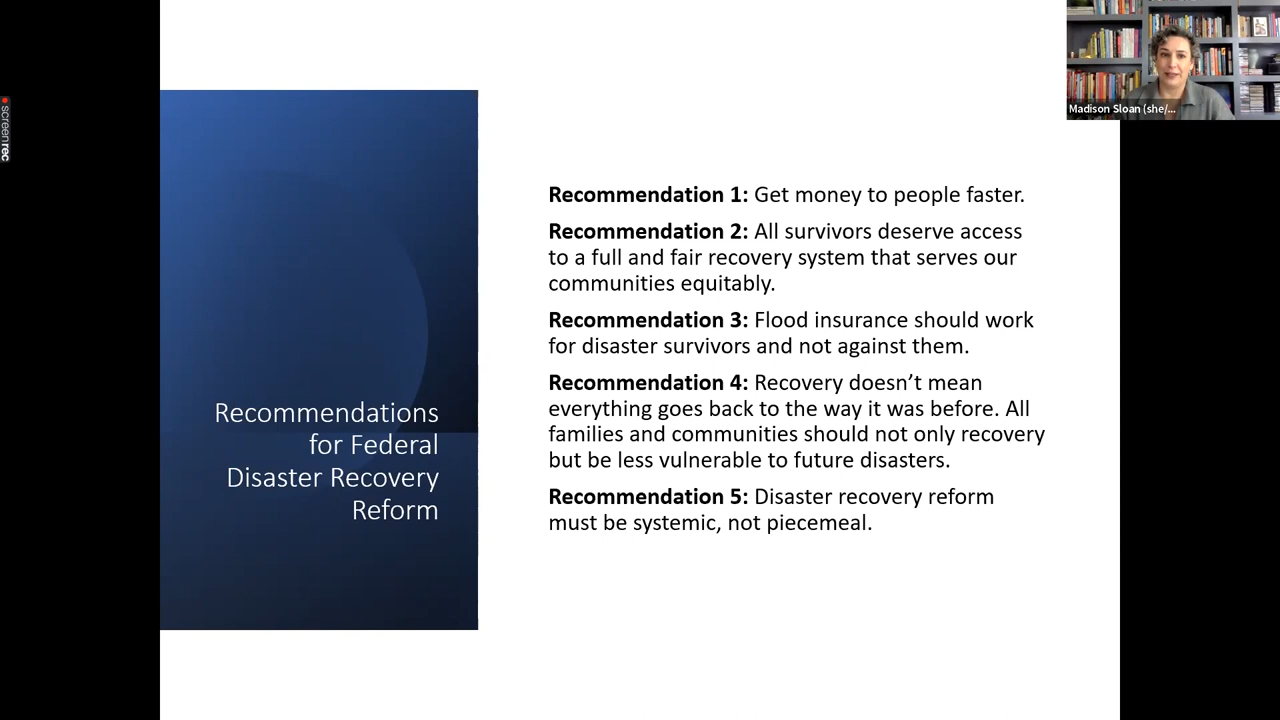 screenrec
Madison Sloan (she/...
Recommendations
for Federal
Disaster Recovery
Reform
Recommendation 1: Get money to people faster.
Recommendation 2: All survivors deserve access
to a full and fair recovery system that serves our
communities equitably.
Recommendation 3: Flood insurance should work
for disaster survivors and not against them.
Recommendation 4: Recovery doesn’t mean
everything goes back to the way it was before. All
families and communities should not only recovery
but be less vulnerable to future disasters.
Recommendation 5: Disaster recovery reform
must be systemic, not piecemeal.